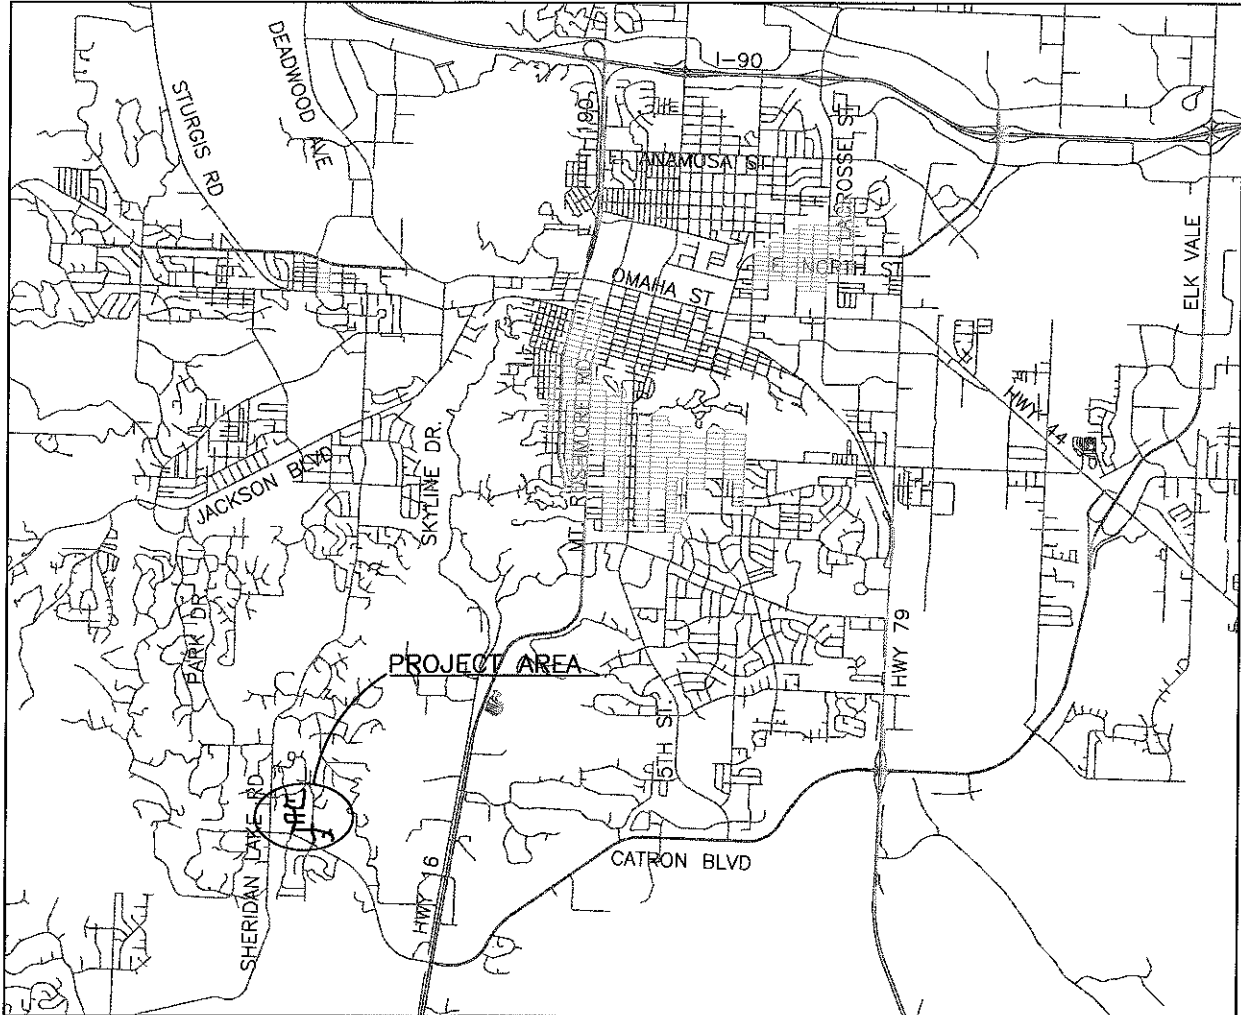 I-90
DEADWOOD AVE
STURGIS RD
I-190
ANAMUSA ST
LACROSSE ST
E NORTH ST
OMAHA ST
ELK VALE
HWY 44
MT RUSHMORE RD
SKYLINE DR.
JACKSON BLVD
PARK DR
PROJECT AREA
HWY 79
5TH ST.
SHERIDAN LAKE RD
HWY 16
CATRON BLVD